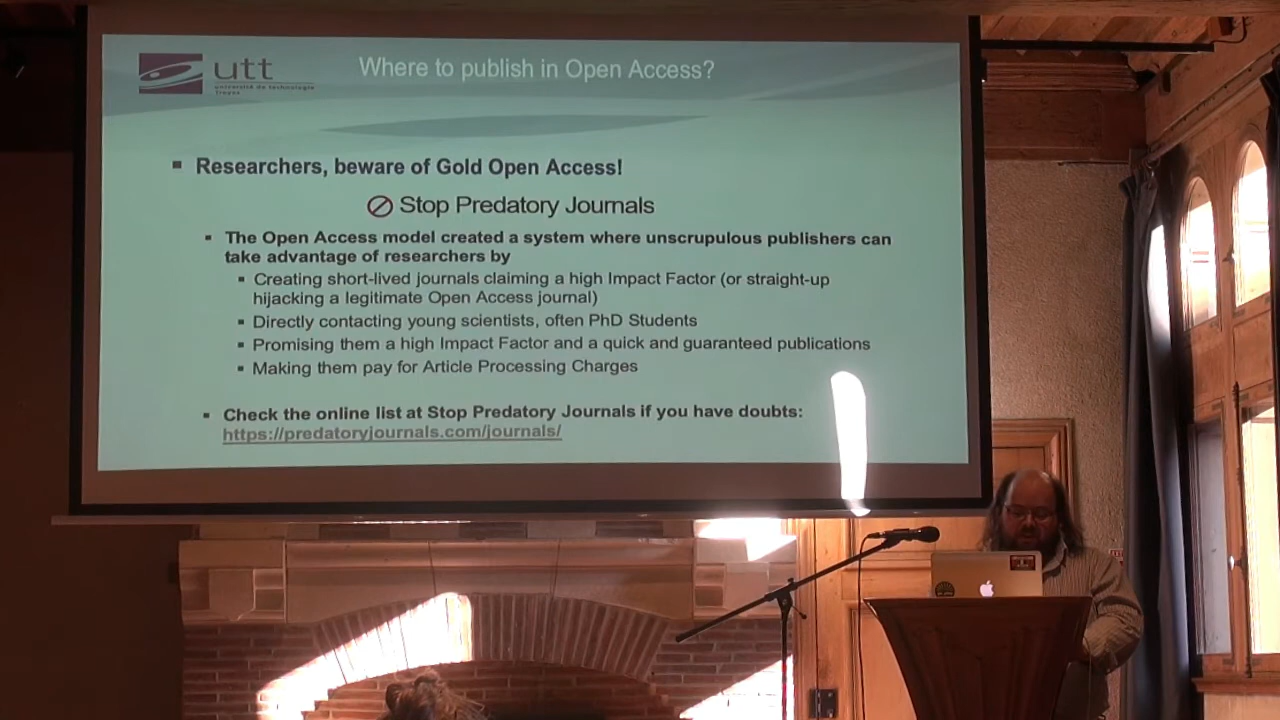 utt
université de technologie
Troyes
Where to publish in Open Access?
Researchers, beware of Gold Open Access!
Stop Predatory Journals
The Open Access model created a system where unscrupulous publishers can
take advantage of researchers by
Creating short-lived journals claiming a high Impact Factor (or straight-up
hijacking a legitimate Open Access journal)
Directly contacting young scientists, often PhD Students
Promising them a high Impact Factor and a quick and guaranteed publications
Making them pay for Article Processing Charges
Check the online list at Stop Predatory Journals if you have doubts:
https://predatoryjournals.com/journals/